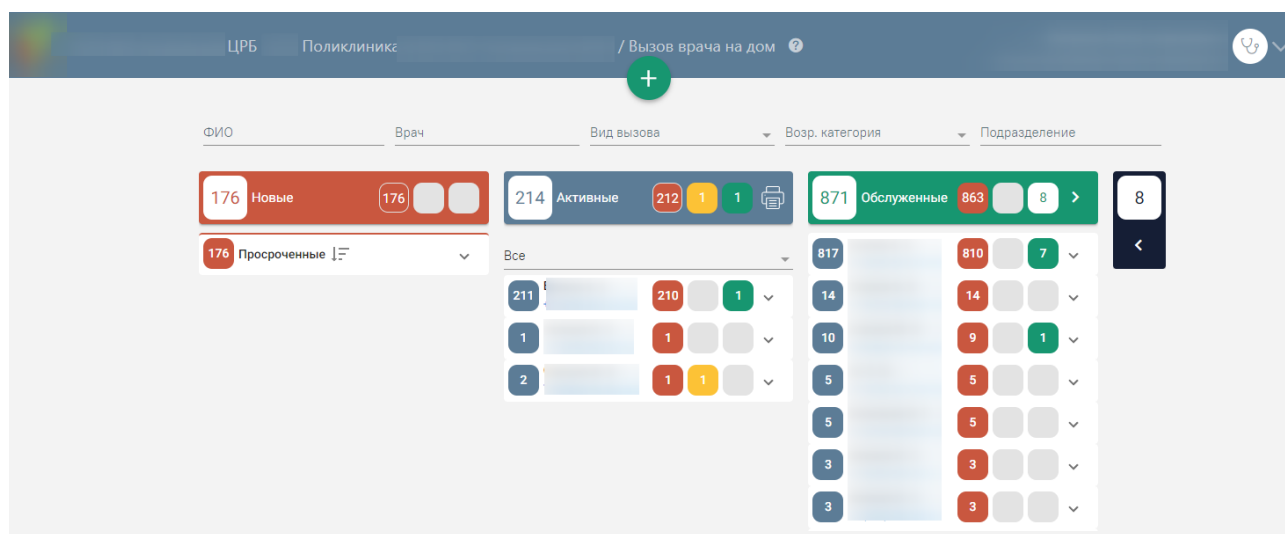 ЦРБ Поликлиника / Вызов врача на дом ?
+
ФИО Врач Вид вызова Возр. категория Подразделение
176 Новые 176
214 Активные 212 1 1
871 Обслуженные 863 8
8
176 Просроченные
Все
211 210 1
1 1
2 1 1
817 810 7
14 14
10 9 1
5 5
5 5
3 3
3 3